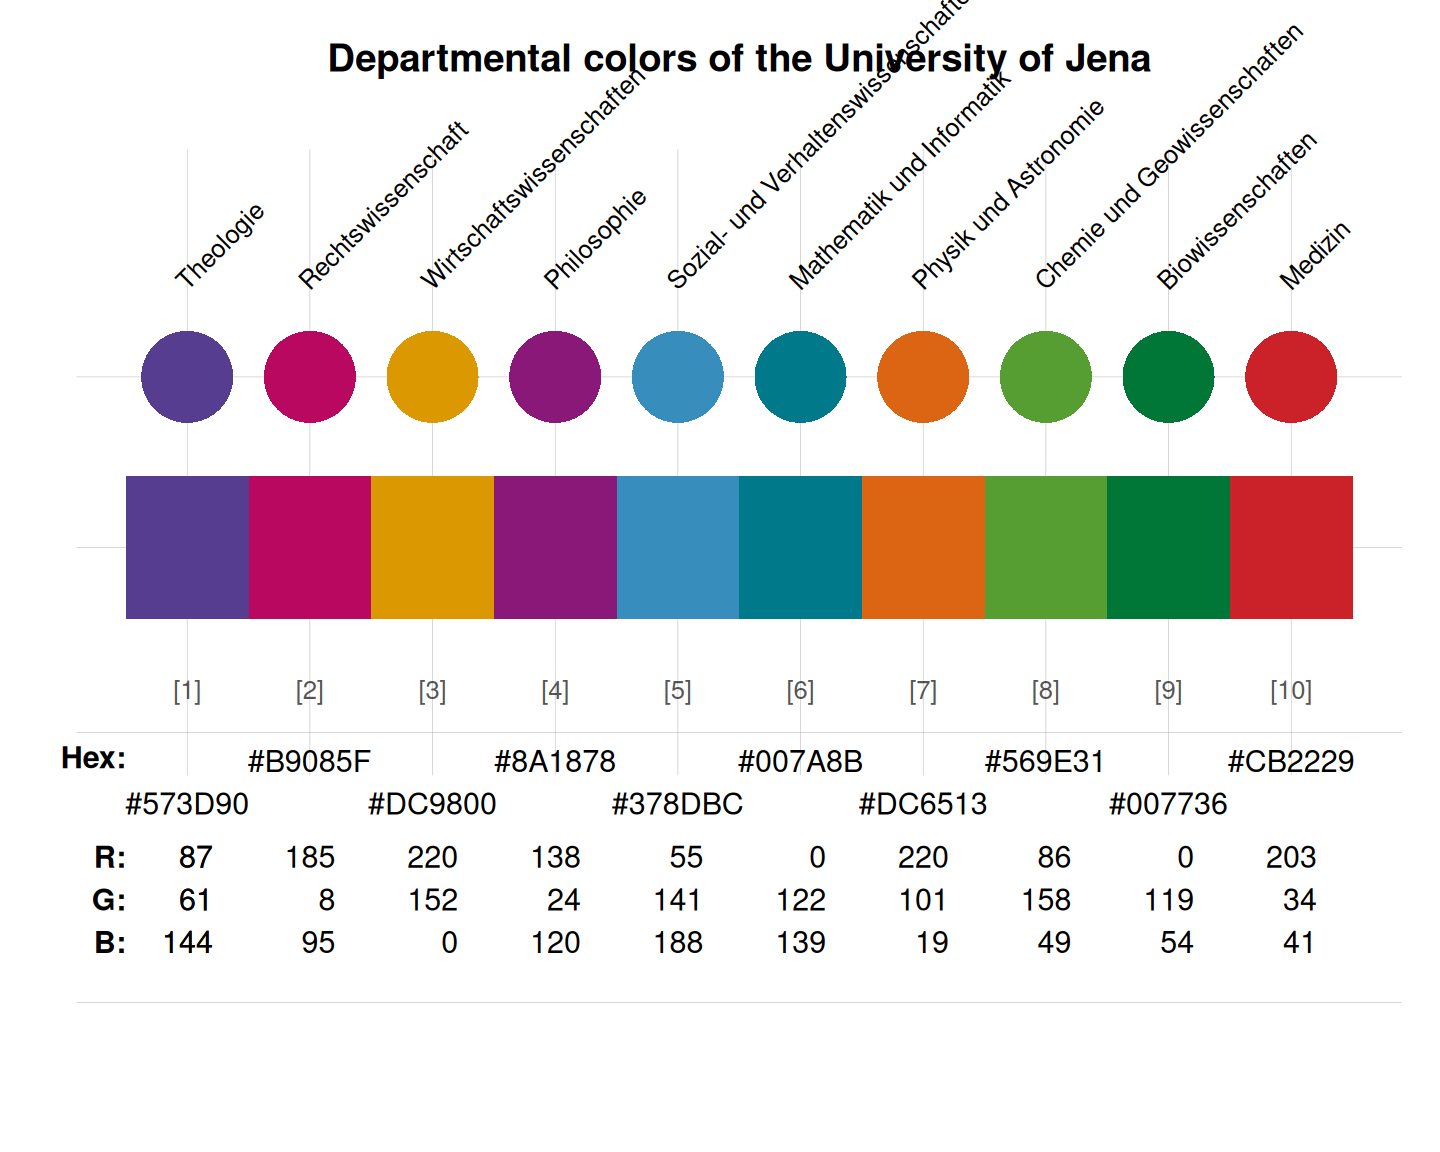 Departmental colors of the University of Jena
Theologie
Rechtswissenschaft
Wirtschaftswissenschaften
Philosophie
Sozial- und Verhaltenswissenschafte
Mathematik und Informatik
Physik und Astronomie
Chemie und Geowissenschaften
Biowissenschaften
Medizin
[1] [2] [3] [4] [5] [6] [7] [8] [9] [10]
Hex: #B9085F #8A1878 #007A8B #569E31 #CB2229
#573D90 #DC9800 #378DBC #DC6513 #007736
R: 87 185 220 138 55 0 220 86 0 203
G: 61 8 152 24 141 122 101 158 119 34
B: 144 95 0 120 188 139 19 49 54 41